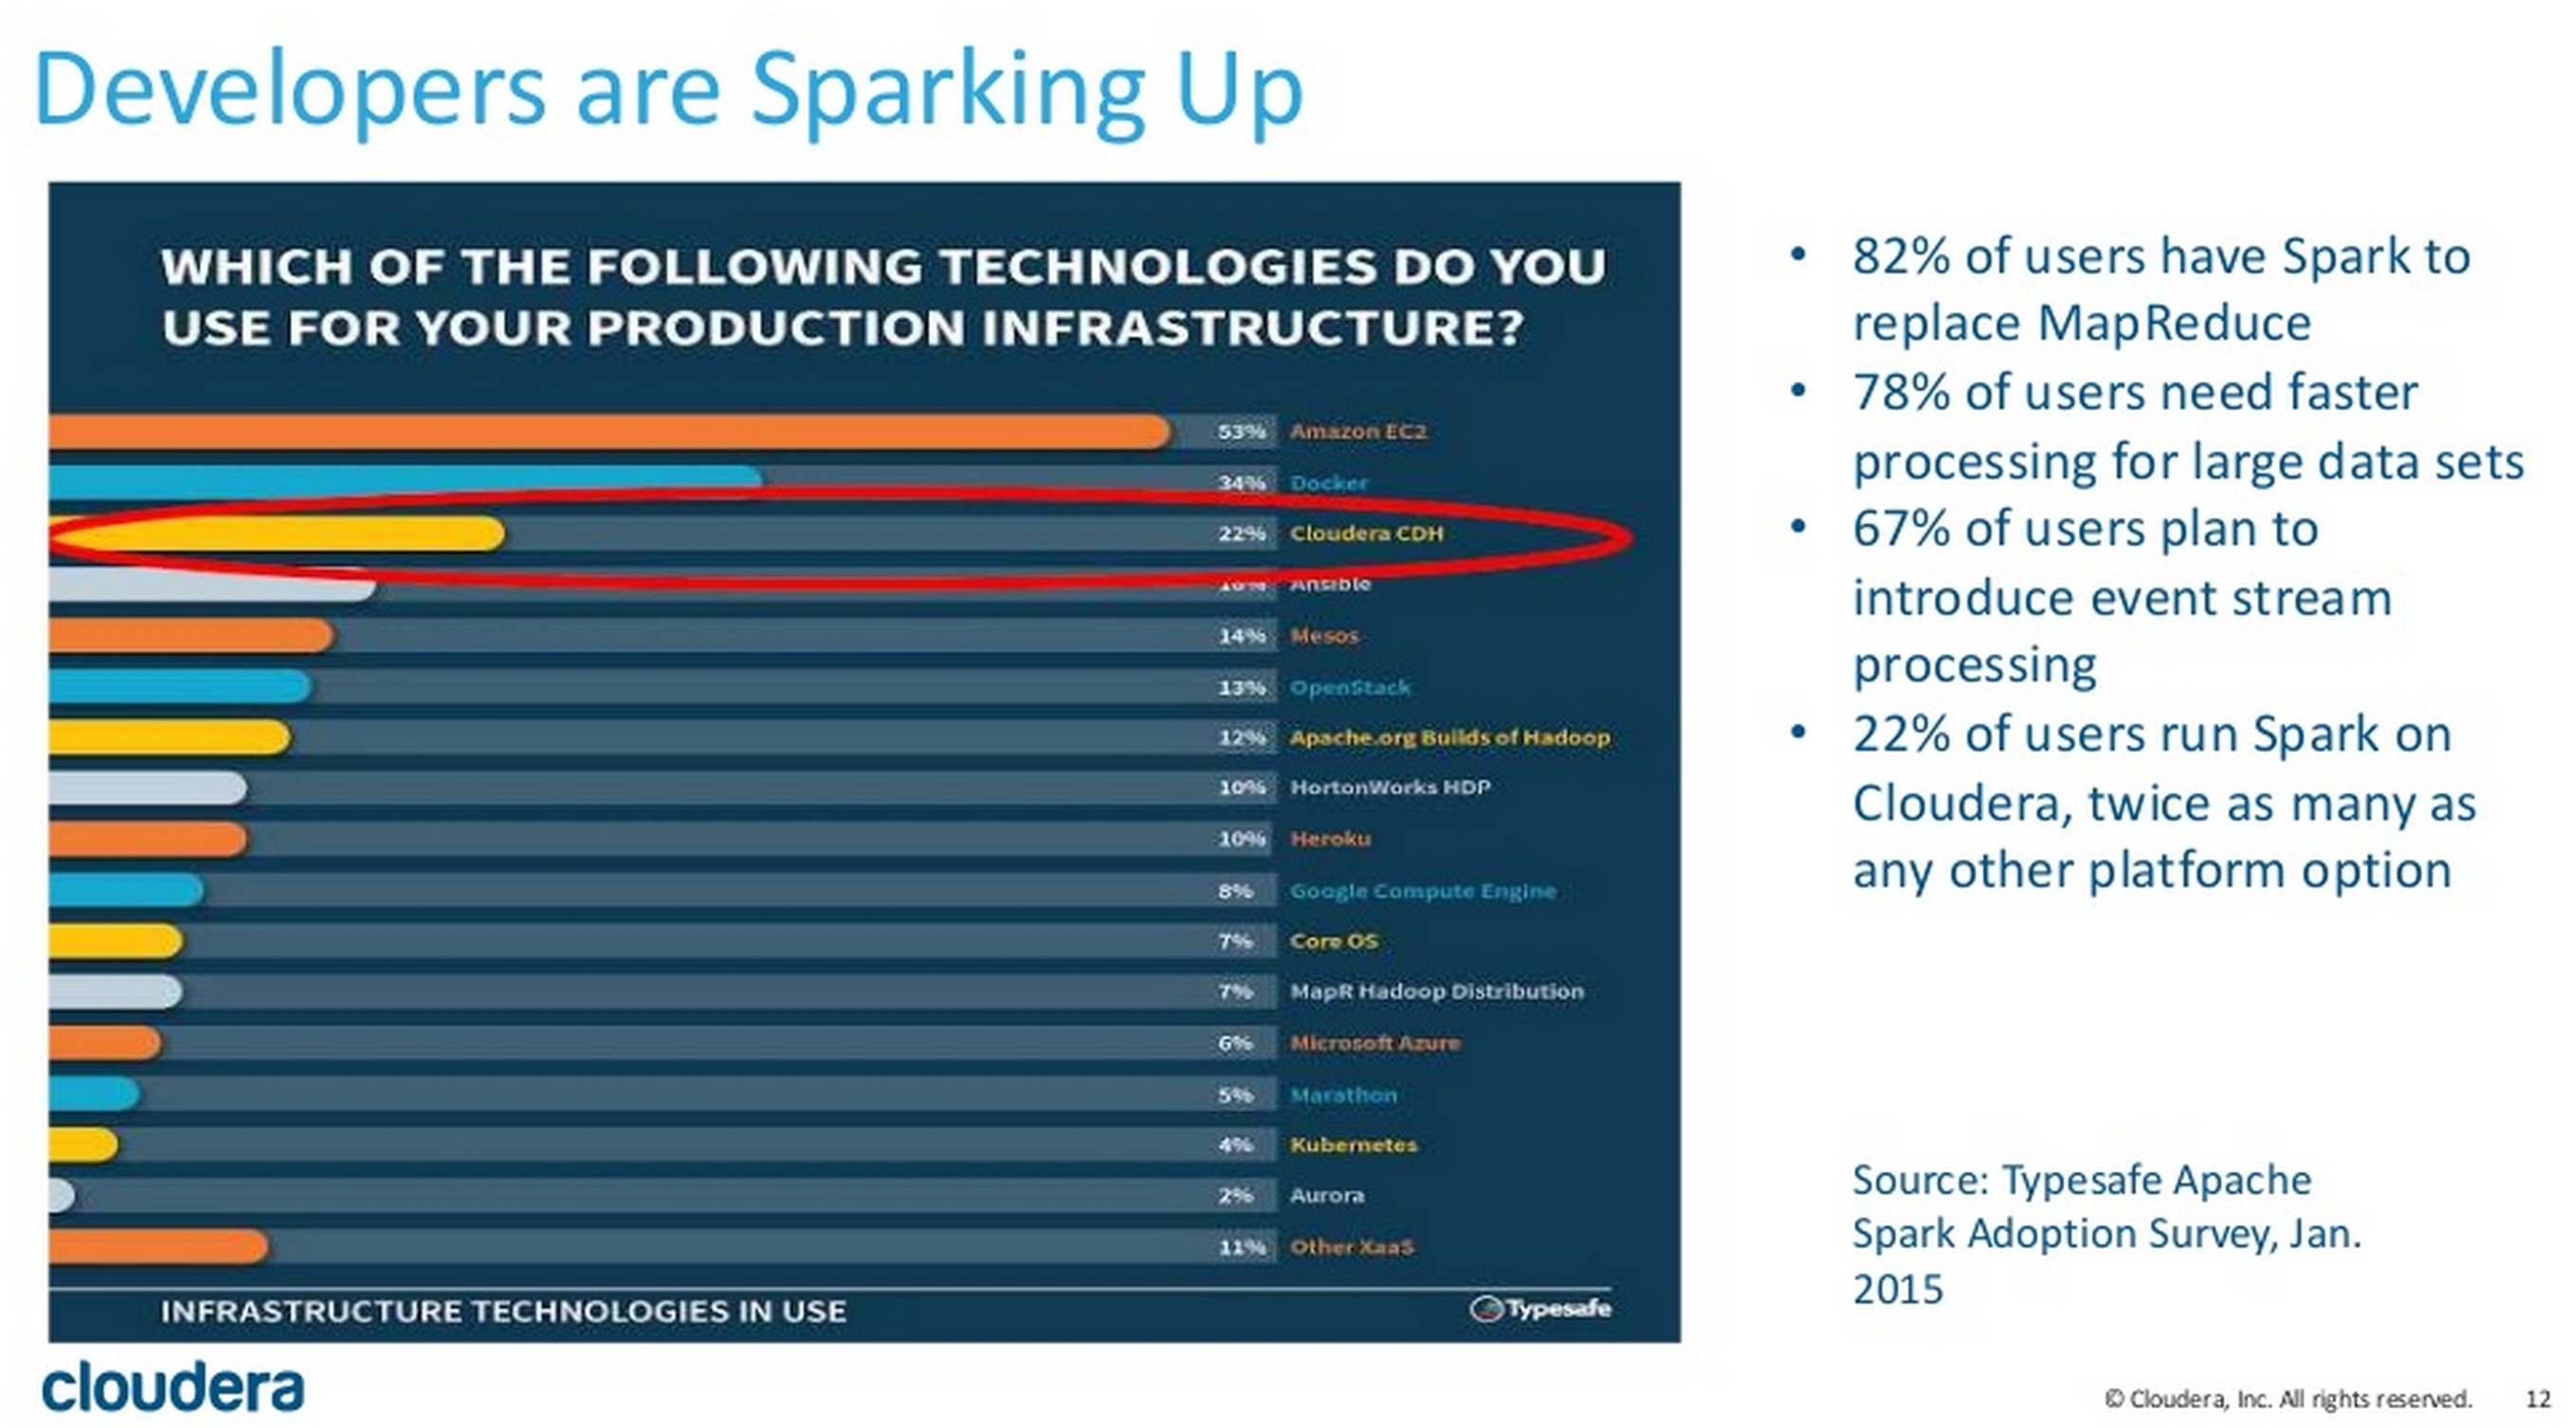 Developers are Sparking Up
WHICH OF THE FOLLOWING TECHNOLOGIES DO YOU
USE FOR YOUR PRODUCTION INFRASTRUCTURE?
53% Amazon EC2
34% Docker
22% Cloudera CDH
Ansible
14% Mesos
13% OpenStack
12% Apache.org Builds of Hadoop
10% HortonWorks HDP
10% Heroku
8% Google Compute Engine
7% Core OS
7% MapR Hadoop Distribution
6% Microsoft Azure
5% Marathon
4% Kubernetes
2% Aurora
11% Other XaaS
INFRASTRUCTURE TECHNOLOGIES IN USE
Typesafe
• 82% of users have Spark to
replace MapReduce
• 78% of users need faster
processing for large data sets
• 67% of users plan to
introduce event stream
processing
• 22% of users run Spark on
Cloudera, twice as many as
any other platform option
Source: Typesafe Apache
Spark Adoption Survey, Jan.
2015
cloudera
© Cloudera, Inc. All rights reserved. 12